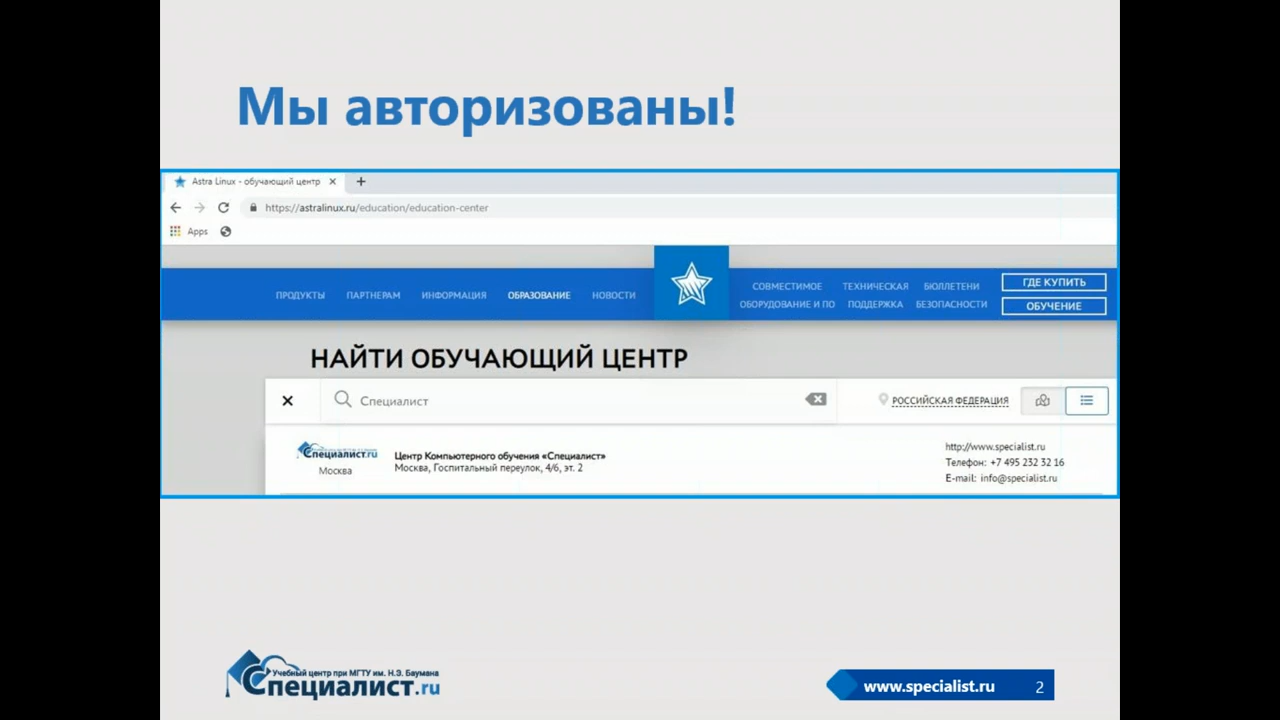 Мы авторизованы!
Astra Linux - обучающий центр
https://astralinux.ru/education/education-center
Apps
ПРОДУКТЫ ПАРТНЕРАМ ИНФОРМАЦИЯ ОБРАЗОВАНИЕ НОВОСТИ
СОВМЕСТИМОЕ ОБОРУДОВАНИЕ И ПО
ТЕХНИЧЕСКАЯ ПОДДЕРЖКА
БЮЛЛЕТЕНИ БЕЗОПАСНОСТИ
ГДЕ КУПИТЬ
ОБУЧЕНИЕ
НАЙТИ ОБУЧАЮЩИЙ ЦЕНТР
Специалист
РОССИЙСКАЯ ФЕДЕРАЦИЯ
Специалист.ru
Москва
Центр Компьютерного обучения «Специалист»
Москва, Госпитальный переулок, 4/6, эт. 2
http://www.specialist.ru
Телефон: +7 495 232 32 16
E-mail: info@specialist.ru
Учебный центр при МГТУ им. Н.Э. Баумана
Специалист.ru
www.specialist.ru
2